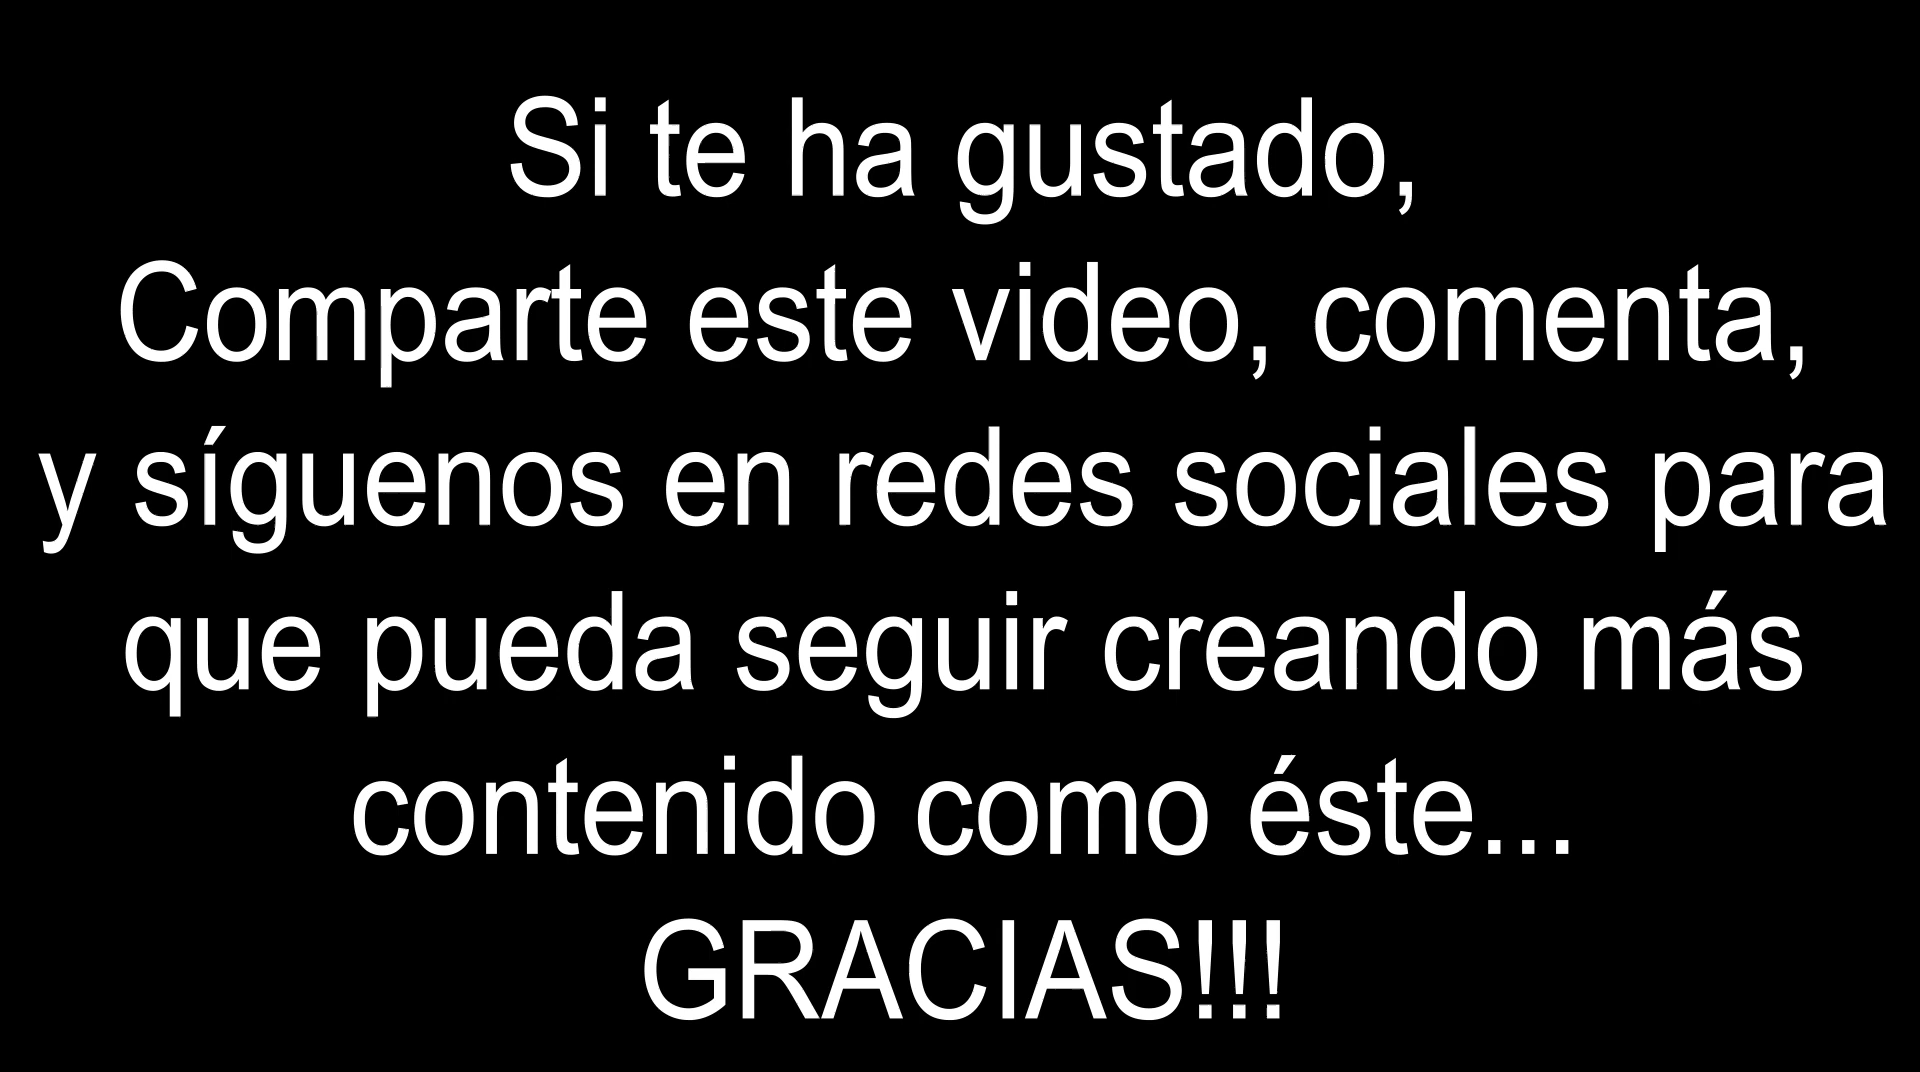 Si te ha gustado,
Comparte este video, comenta,
y síguenos en redes sociales para
que pueda seguir creando más
contenido como éste...
GRACIAS!!!